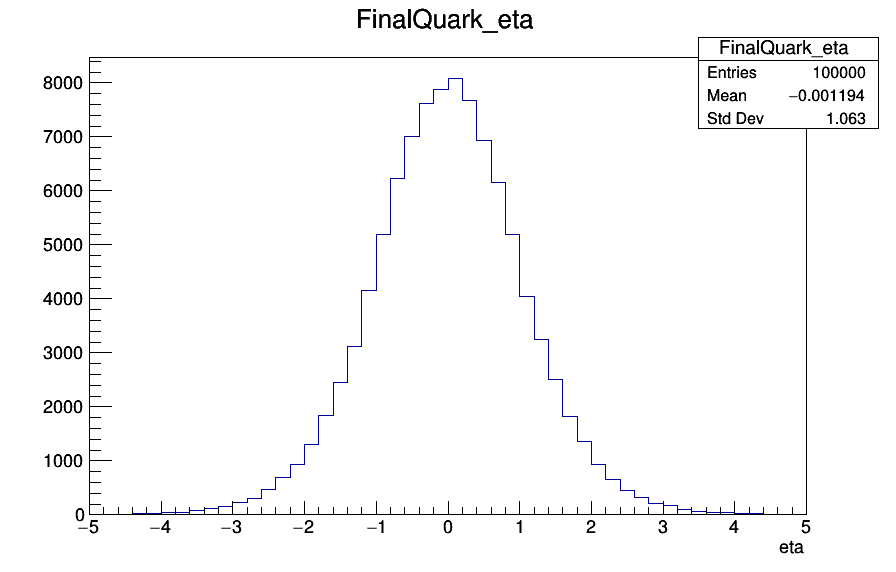 FinalQuark_eta
FinalQuark_eta
Entries 100000
Mean −0.001194
Std Dev 1.063
8000
7000
6000
5000
4000
3000
2000
1000
0
−5 −4 −3 −2 −1 0 1 2 3 4 5
eta